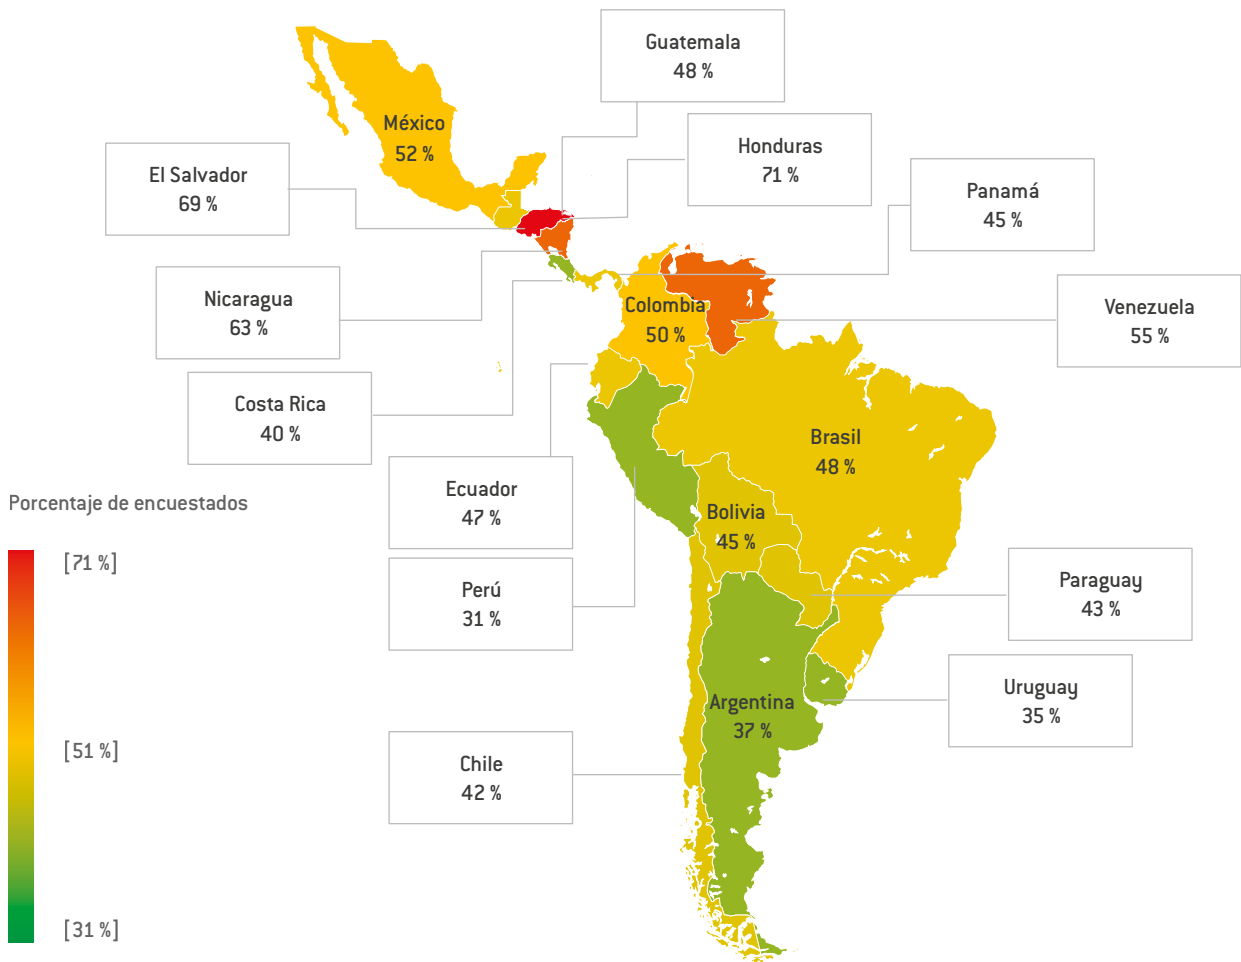 Guatemala
48 %
México
52 %
Honduras
71 %
El Salvador
69 %
Panamá
45 %
Nicaragua
63 %
Colombia
50 %
Venezuela
55 %
Costa Rica
40 %
Brasil
48 %
Ecuador
47 %
Bolivia
45 %
Perú
31 %
Paraguay
43 %
Uruguay
35 %
Argentina
37 %
Chile
42 %
Porcentaje de encuestados
[71 %]
[51 %]
[31 %]